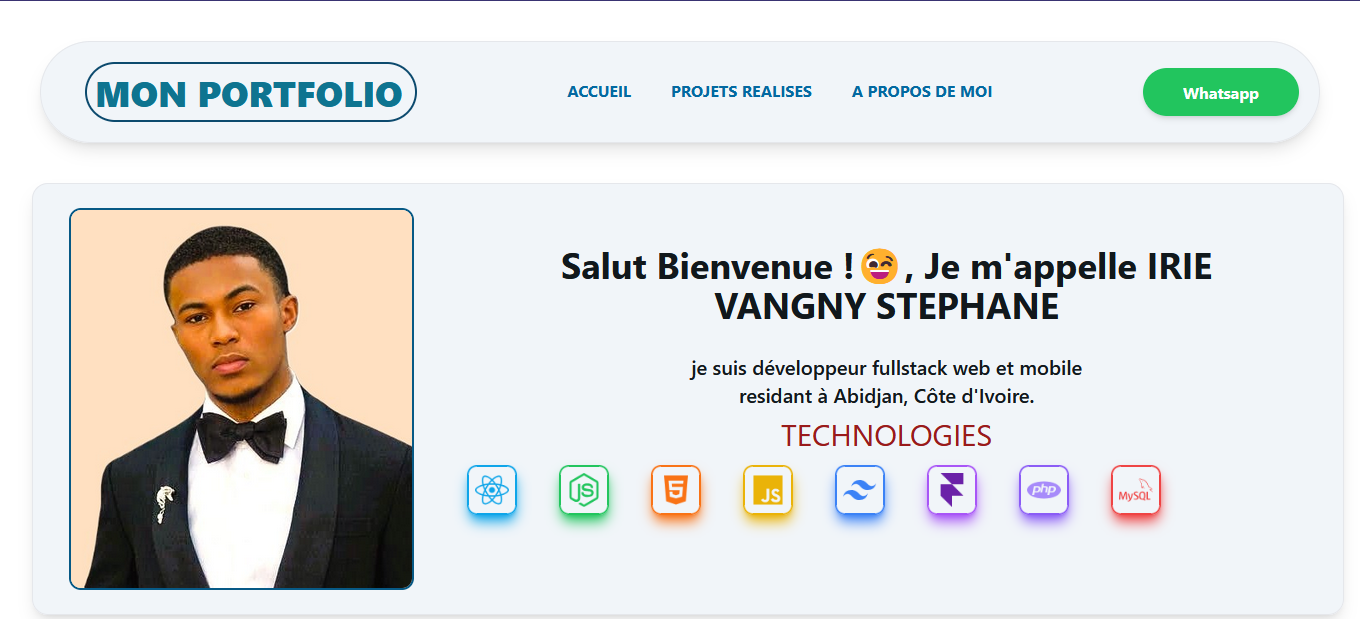 MON PORTFOLIO
ACCUEIL PROJETS REALISES A PROPOS DE MOI
Whatsapp
Salut Bienvenue !😄, Je m'appelle IRIE
VANGNY STEPHANE
je suis développeur fullstack web et mobile
residant à Abidjan, Côte d'Ivoire.
TECHNOLOGIES
JS
5
JS
php
MySQL